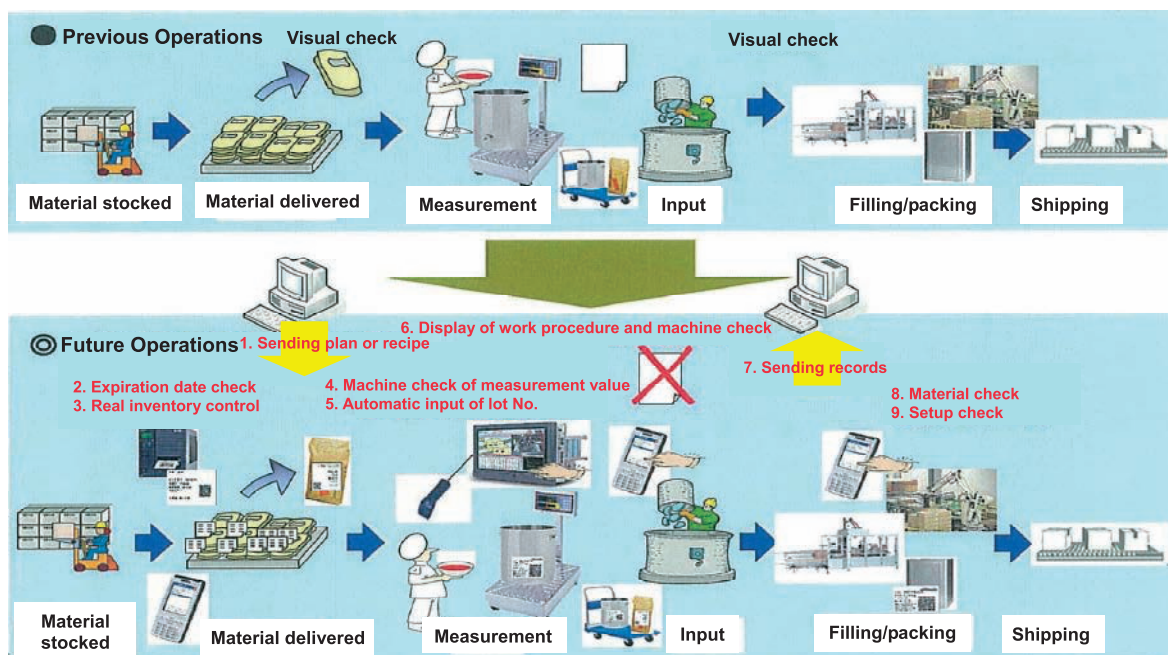 Previous Operations
Visual check
Visual check
Material stocked
Material delivered
Measurement
Input
Filling/packing
Shipping
6. Display of work procedure and machine check
Future Operations
1. Sending plan or recipe
7. Sending records
2. Expiration date check
3. Real inventory control
4. Machine check of measurement value
5. Automatic input of lot No.
8. Material check
9. Setup check
Material
stocked
Material delivered
Measurement
Input
Filling/packing
Shipping